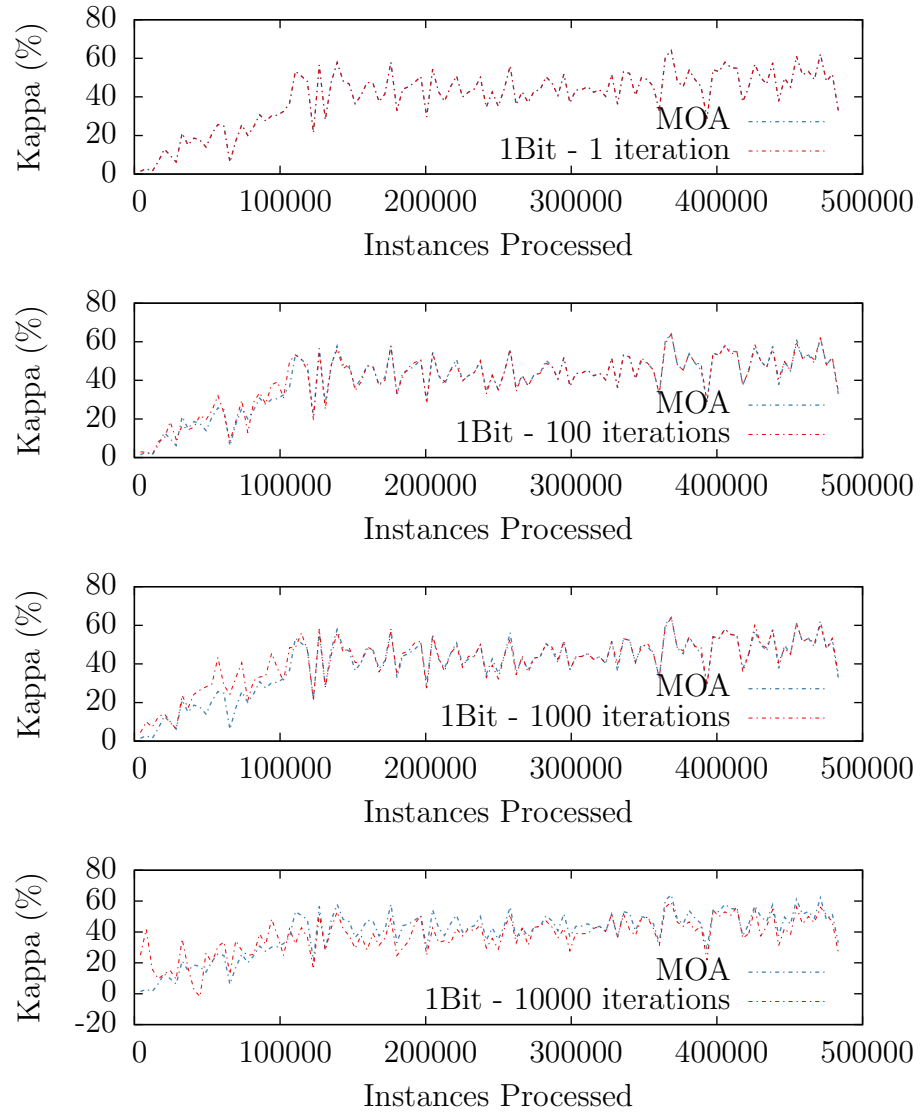 80
60
40
20
0
Kappa (%)
MOA
1Bit - 1 iteration
0 100000 200000 300000 400000 500000
Instances Processed
80
60
40
20
0
Kappa (%)
MOA
1Bit - 100 iterations
0 100000 200000 300000 400000 500000
Instances Processed
80
60
40
20
0
Kappa (%)
MOA
1Bit - 1000 iterations
0 100000 200000 300000 400000 500000
Instances Processed
80
60
40
20
0
-20
Kappa (%)
MOA
1Bit - 10000 iterations
0 100000 200000 300000 400000 500000
Instances Processed